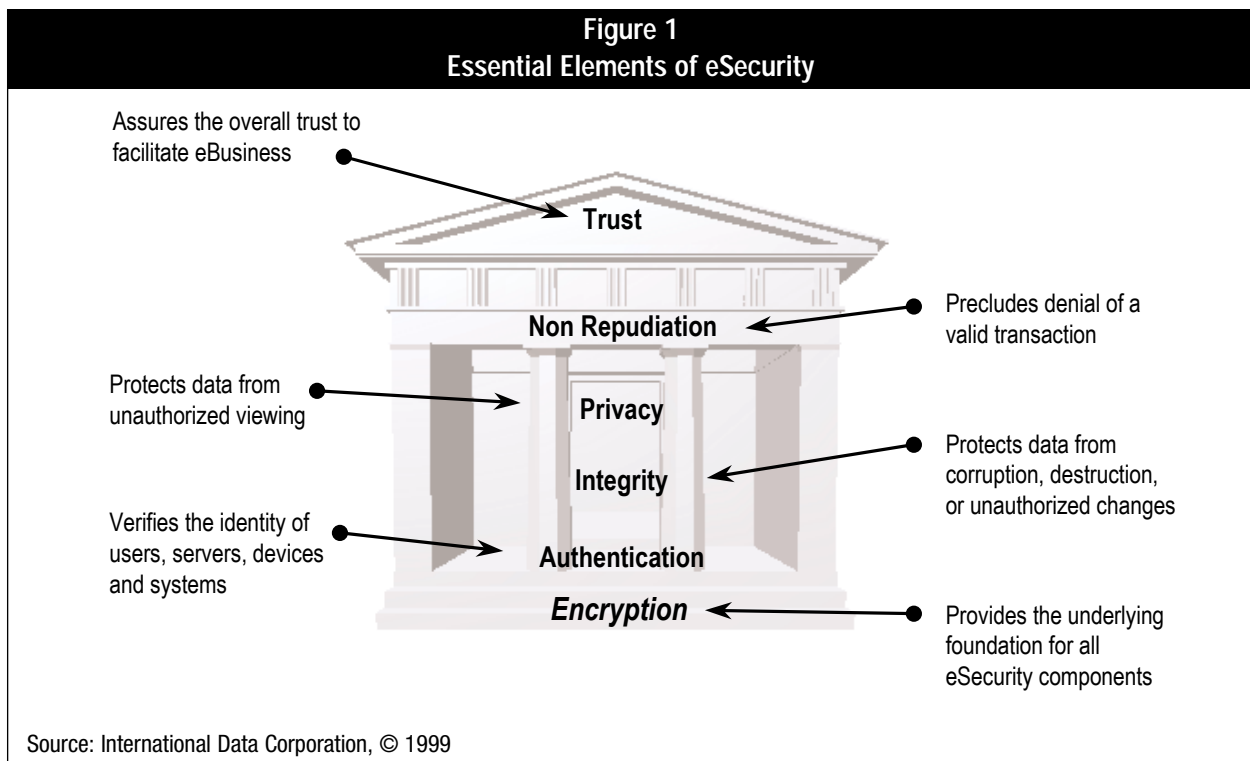 Figure 1
Essential Elements of eSecurity
Assures the overall trust to
facilitate eBusiness
Trust
Non Repudiation
Precludes denial of a
valid transaction
Protects data from
unauthorized viewing
Privacy
Integrity
Protects data from
corruption, destruction,
or unauthorized changes
Verifies the identity of
users, servers, devices
and systems
Authentication
Encryption
Provides the underlying
foundation for all
eSecurity components
Source: International Data Corporation, © 1999